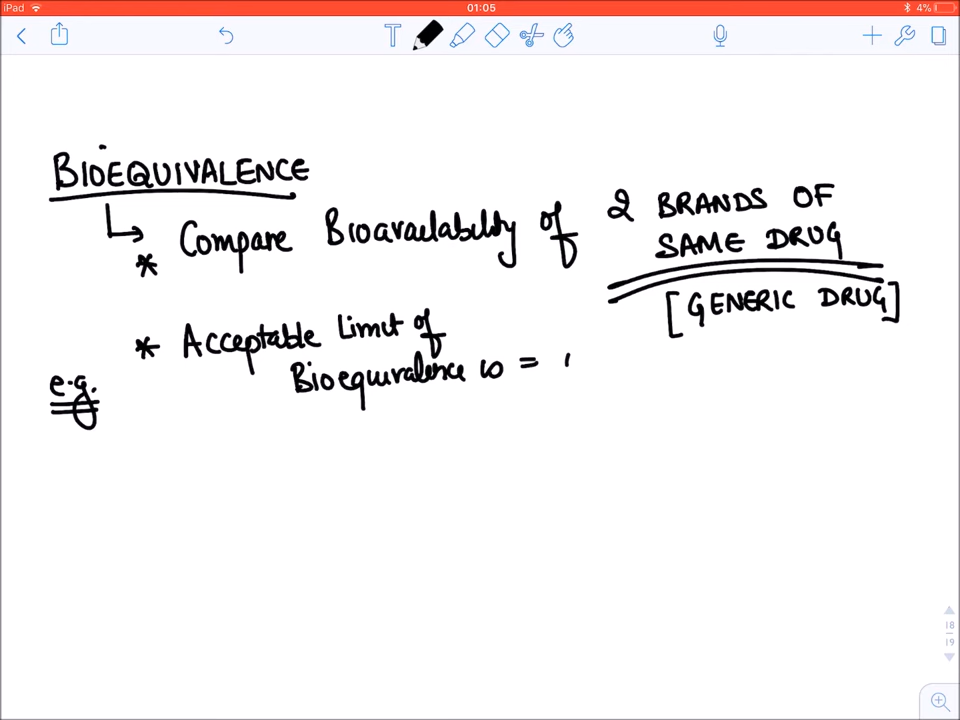 iPad 01:05 4%
T
BIOEQUIVALENCE
* Compare Bioavailability of 2 BRANDS OF
SAME DRUG
[GENERIC DRUG]
* Acceptable Limit of
Bioequivalence is =
e.g.
18
19